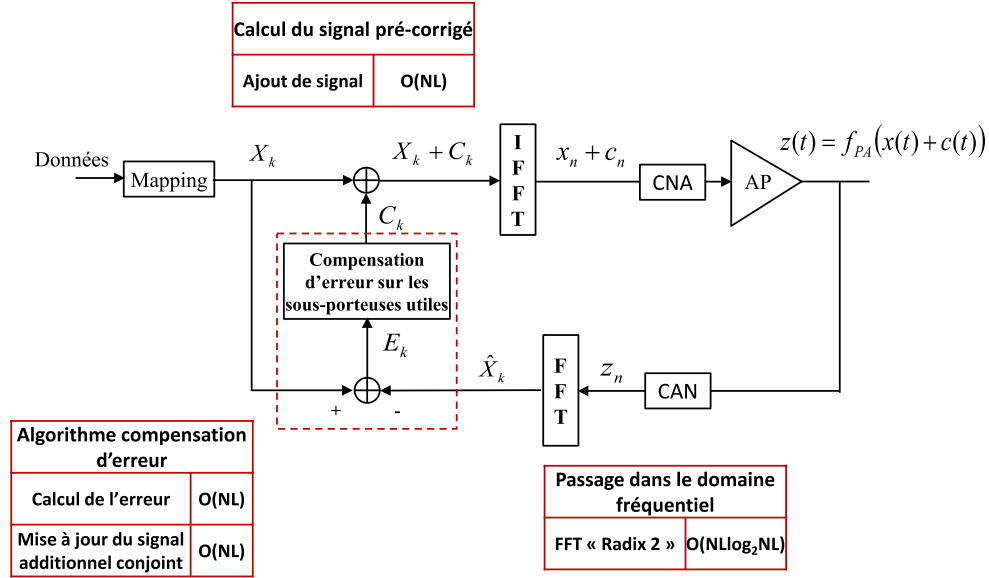 Calcul du signal pré-corrigé
Ajout de signal O(NL)
Données
Mapping
X_k
X_k + C_k
I
F
F
T
x_n + c_n
CNA
AP
z(t) = f_{PA}(x(t) + c(t))
C_k
Compensation
d'erreur sur les
sous-porteuses utiles
E_k
+
-
X̂_k
F
F
T
z_n
CAN
Algorithme compensation
d'erreur
Calcul de l'erreur O(NL)
Mise à jour du signal
additionnel conjoint O(NL)
Passage dans le domaine
fréquentiel
FFT « Radix 2 » O(NLlog₂NL)